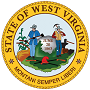 STATE OF WEST VIRGINIA
MONTANI SEMPER LIBERI